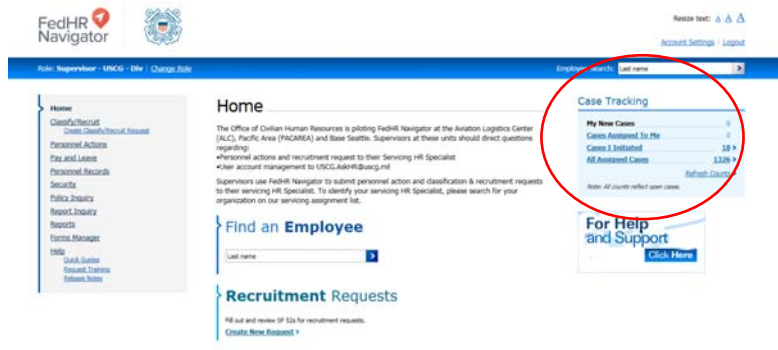 FedHR
Navigator
Resize text: A A A
Account Settings | Logout
Role: Supervisor - USCG - Div | Change Role
Employee Search: Last name
Home
Classify/Recruit
Create Classify/Recruit Request
Personnel Actions
Pay and Leave
Personnel Records
Security
Policy Inquiry
Report Inquiry
Reports
Forms Manager
Help
Quick Guides
Request Training
Release Notes
Home
The Office of Civilian Human Resources is piloting FedHR Navigator at the Aviation Logistics Center
(ALC), Pacific Area (PACAREA) and Base Seattle. Supervisors at these units should direct questions
regarding:
•Personnel actions and recruitment request to their Servicing HR Specialist
•User account management to USCG.AskHR@uscg.mil
Supervisors use FedHR Navigator to submit personnel action and classification & recruitment requests
to their servicing HR Specialist. To identify your servicing HR Specialist, please search for your
organization on our servicing assignment list.
Find an Employee
Last name
Recruitment Requests
Fill out and review SF 52s for recruitment requests.
Create New Request >
Case Tracking
My New Cases 0
Cases Assigned To Me 0
Cases I Initiated 18 >
All Assigned Cases 1326 >
Refresh Counts >
Note: All counts reflect open cases.
For Help
and Support
Click Here